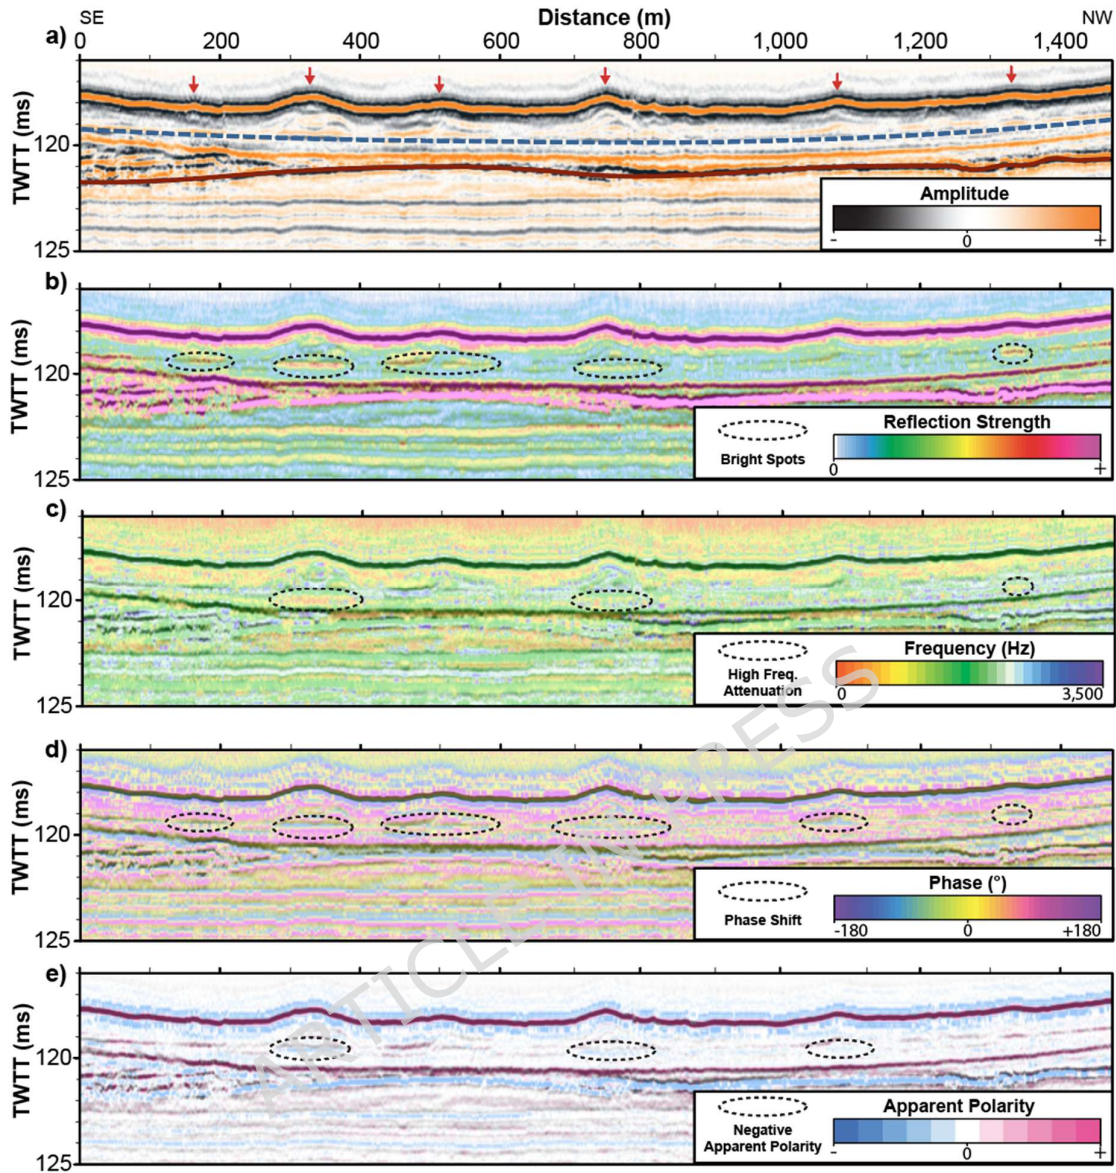 SE Distance (m) NW
a)
0 200 400 600 800 1,000 1,200 1,400
TWTT (ms)
120
125
Amplitude
- 0 +
b)
TWTT (ms)
120
125
Bright Spots
Reflection Strength
0 +
c)
TWTT (ms)
120
125
High Freq.
Attenuation
Frequency (Hz)
0 3,500
d)
TWTT (ms)
120
125
Phase Shift
Phase (°)
-180 0 +180
e)
TWTT (ms)
120
125
Negative
Apparent Polarity
Apparent Polarity
- 0 +
ARTICLE IN PRESS